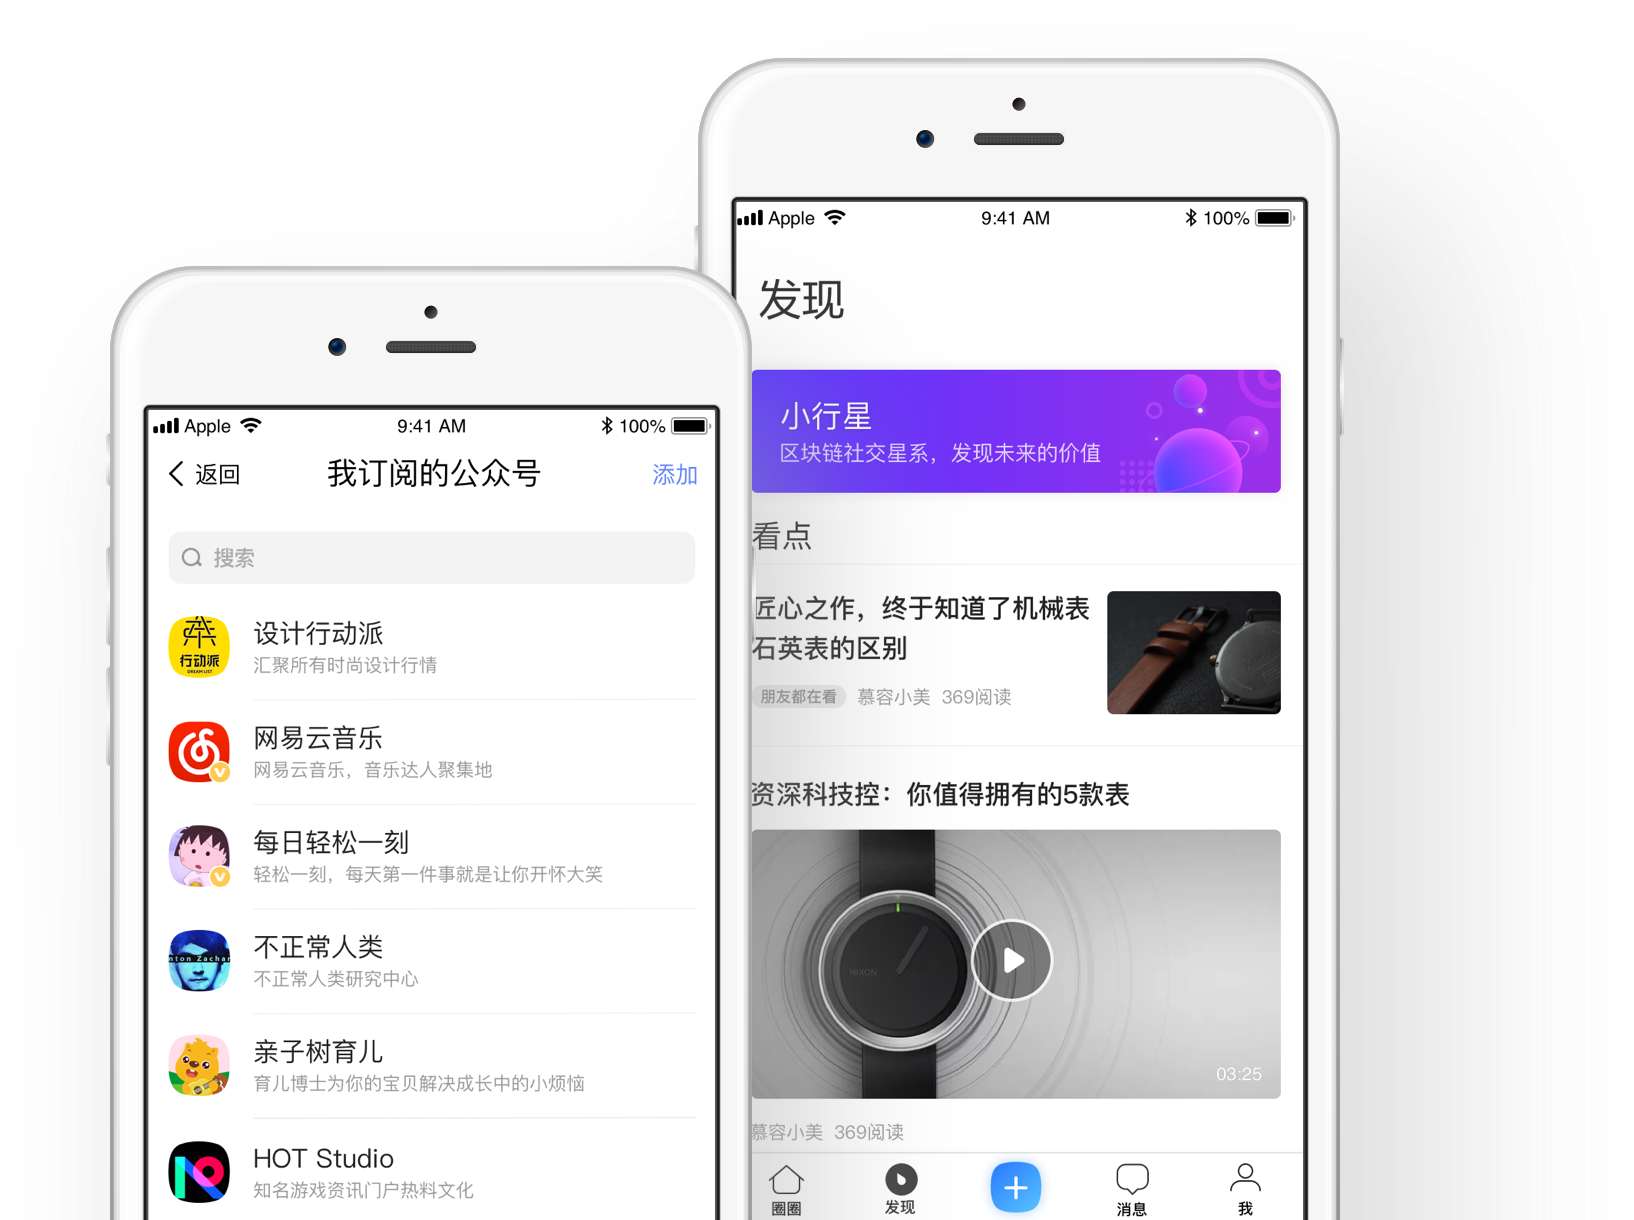 Apple 9:41 AM 100%
返回 我订阅的公众号 添加
搜索
行动派
DREAM LIST
设计行动派
汇聚所有时尚设计行情
网易云音乐
网易云音乐，音乐达人聚集地
每日轻松一刻
轻松一刻，每天第一件事就是让你开怀大笑
nton Zachar
不正常人类
不正常人类研究中心
亲子树育儿
育儿博士为你的宝贝解决成长中的小烦恼
HOT Studio
知名游戏资讯门户热料文化
Apple 9:41 AM 100%
发现
小行星
区块链社交星系，发现未来的价值
看点
匠心之作，终于知道了机械表
石英表的区别
朋友都在看 慕容小美 369阅读
资深科技控：你值得拥有的5款表
NIXON
03:25
慕容小美 369阅读
圈圈 发现 消息 我